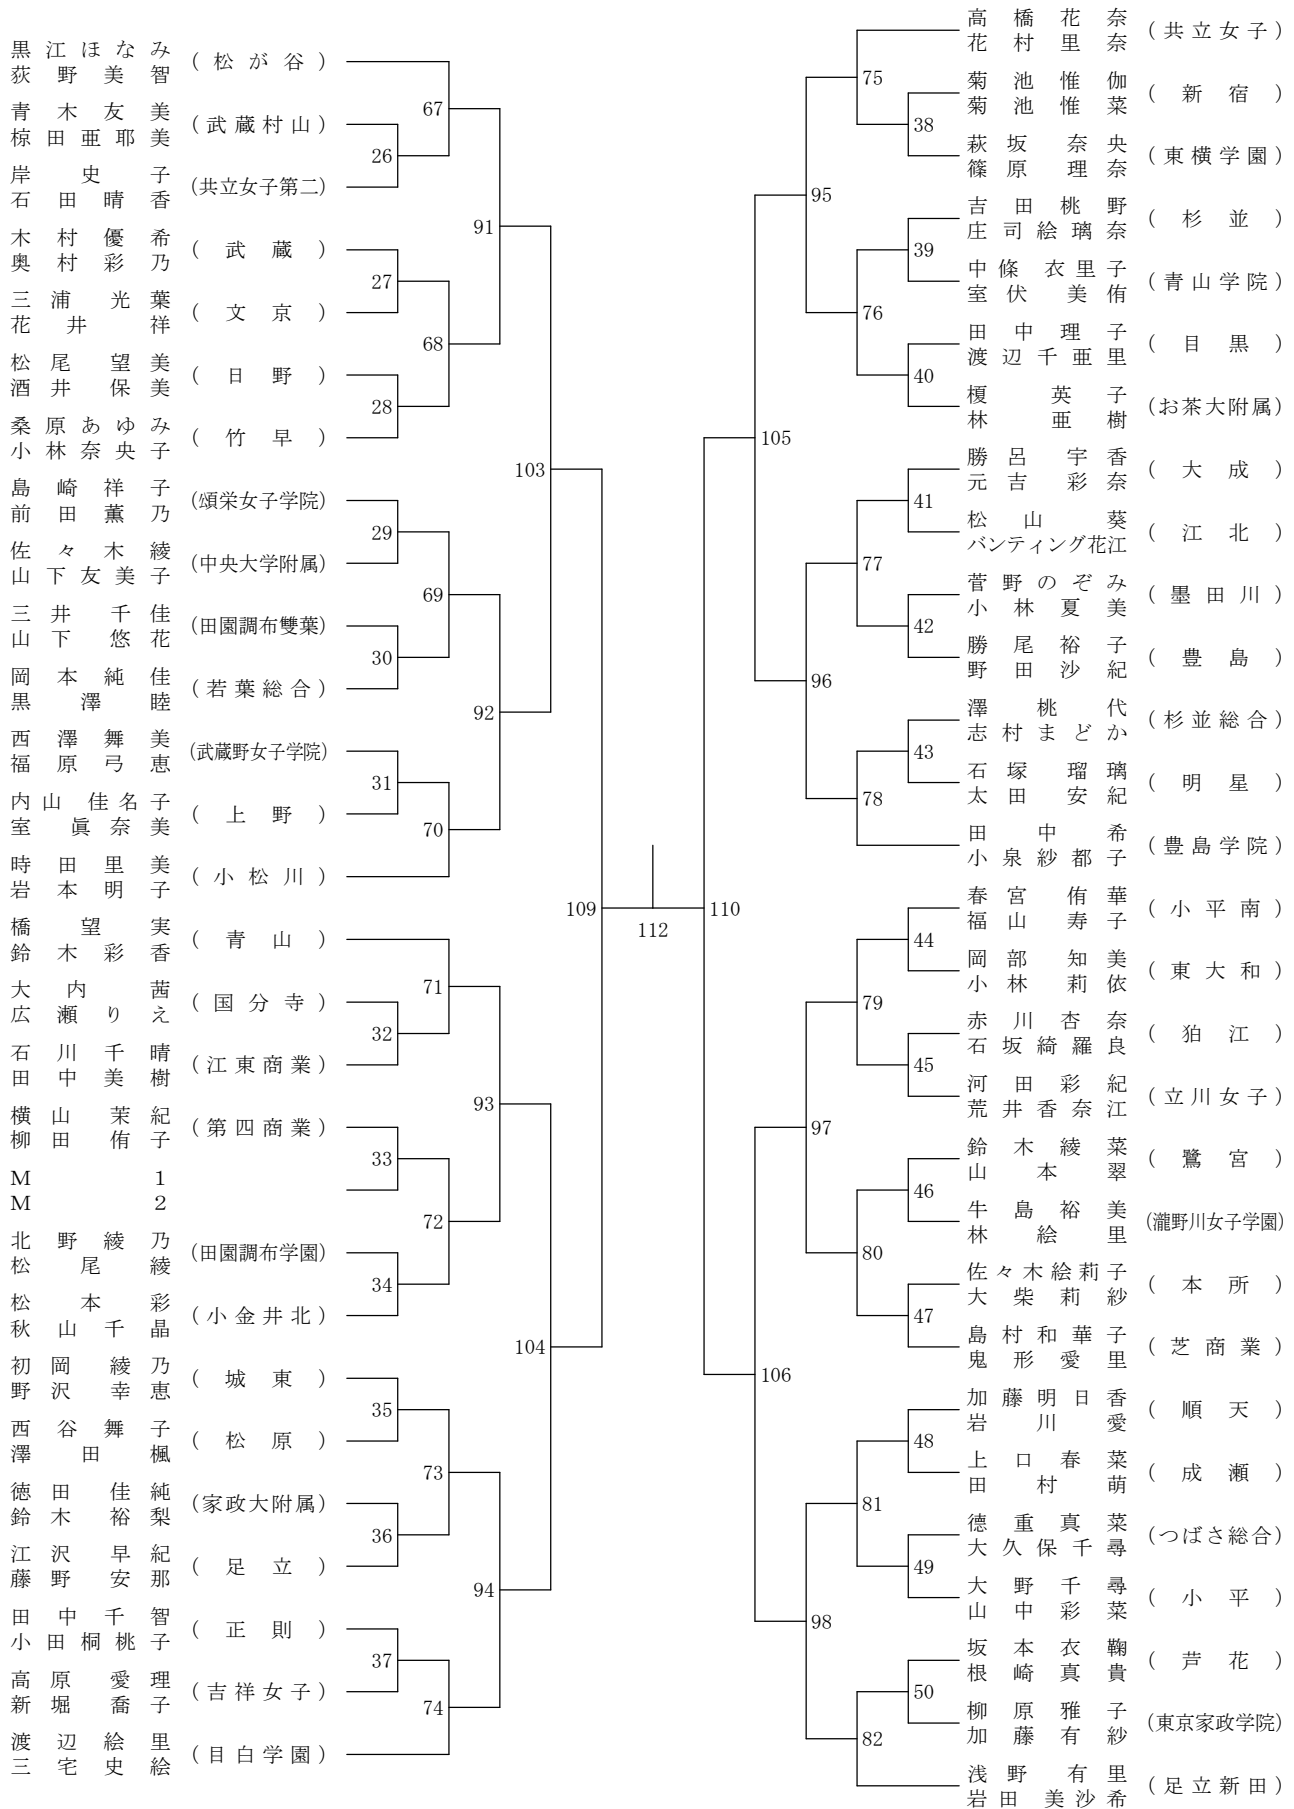 黒江ほなみ
荻野美智
(松が谷)
青木友美
椋田亜耶美
(武蔵村山)
岸史子
石田晴香
(共立女子第二)
木村優希
奥村彩乃
(武蔵)
三浦光葉
花井祥
(文京)
松尾望美
酒井保美
(日野)
桑原あゆみ
小林奈央子
(竹早)
島崎祥子
前田薫乃
(頌栄女子学院)
佐々木綾
山下友美子
(中央大学附属)
三井千佳
山下悠花
(田園調布雙葉)
岡本純佳
黒澤睦
(若葉総合)
西澤舞美
福原弓恵
(武蔵野女子学院)
内山佳名子
室眞奈美
(上野)
時田里美
岩本明子
(小松川)
橋望実
鈴木彩香
(青山)
大内茜
広瀬りえ
(国分寺)
石川千晴
田中美樹
(江東商業)
横山茉紀
柳田侑子
(第四商業)
M1
M2
北野綾乃
松尾綾
(田園調布学園)
松本彩
秋山千晶
(小金井北)
初岡綾乃
野沢幸恵
(城東)
西谷舞子
澤田楓
(松原)
徳田佳純
鈴木裕梨
(家政大附属)
江沢早紀
藤野安那
(足立)
田中千智
小田桐桃子
(正則)
高原愛理
新堀喬子
(吉祥女子)
渡辺絵里
三宅史絵
(目白学園)
26
27
28
29
30
31
32
33
34
35
36
37
67
68
69
70
71
72
73
74
91
92
93
94
103
104
109
112
110
105
106
95
96
97
98
75
76
77
78
79
80
81
82
38
39
40
41
42
43
44
45
46
47
48
49
50
高橋花奈
花村里奈
(共立女子)
菊池惟伽
菊池惟菜
(新宿)
萩坂奈央
篠原理奈
(東横学園)
吉田桃野
庄司絵璃奈
(杉並)
中條衣里子
室伏美侑
(青山学院)
田中理子
渡辺千亜里
(目黒)
榎英子
林亜樹
(お茶大附属)
勝呂宇香
元吉彩奈
(大成)
松山葵
バンティング花江
(江北)
菅野のぞみ
小林夏美
(墨田川)
勝尾裕子
野田沙紀
(豊島)
澤桃代
志村まどか
(杉並総合)
石塚瑠璃
太田安紀
(明星)
田中希
小泉紗都子
(豊島学院)
春宮侑華
福山寿子
(小平南)
岡部知美
小林莉依
(東大和)
赤川杏奈
石坂綺羅良
(狛江)
河田彩紀
荒井香奈江
(立川女子)
鈴木綾菜
山本翠
(鷺宮)
牛島裕美
林絵里
(瀧野川女子学園)
佐々木絵莉子
大柴莉紗
(本所)
島村和華子
鬼形愛里
(芝商業)
加藤明日香
岩川愛
(順天)
上口春菜
田村萌
(成瀬)
德重真菜
大久保千尋
(つばさ総合)
大野千尋
山中彩菜
(小平)
坂本衣鞠
根崎真貴
(芦花)
柳原雅子
加藤有紗
(東京家政学院)
浅野有里
岩田美沙希
(足立新田)